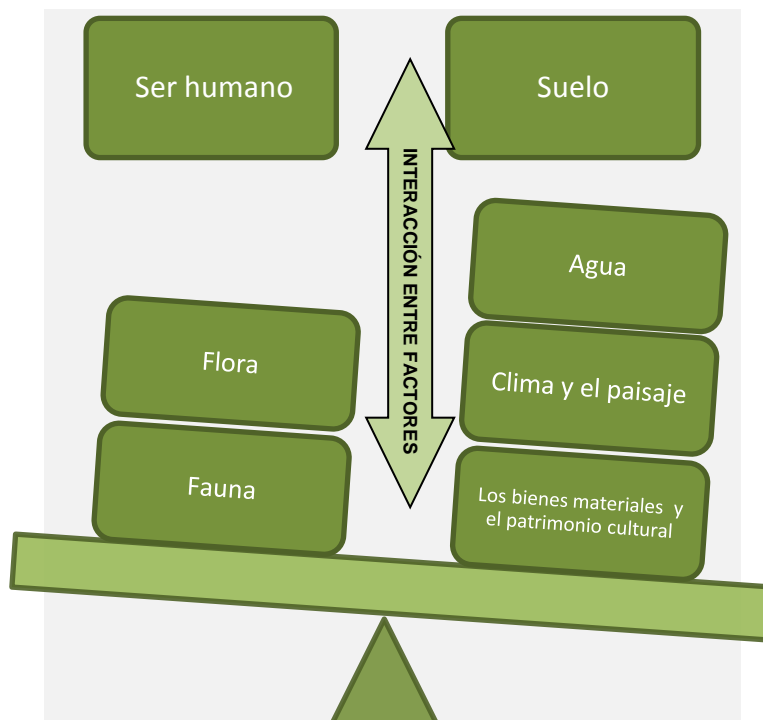 Ser humano
Suelo
INTERACCIÓN ENTRE FACTORES
Agua
Flora
Clima y el paisaje
Fauna
Los bienes materiales y
el patrimonio cultural